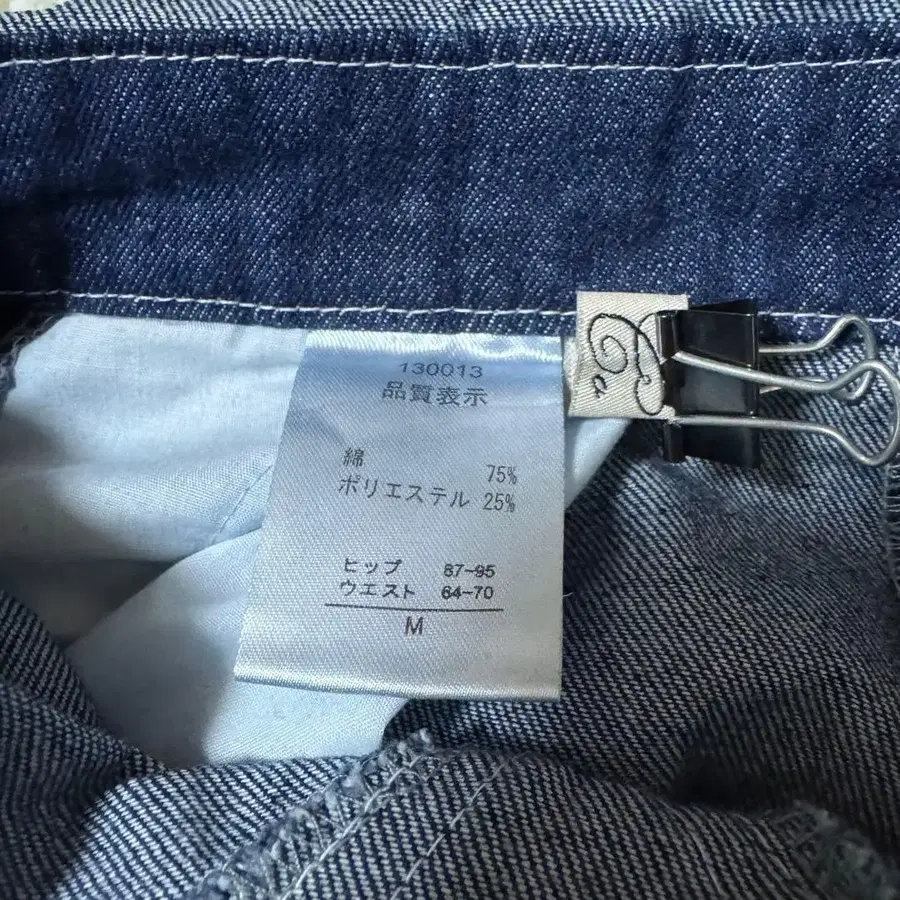 130013
品質表示
綿 75%
ポリエステル 25%
ヒップ 87-95
ウエスト 64-70
M